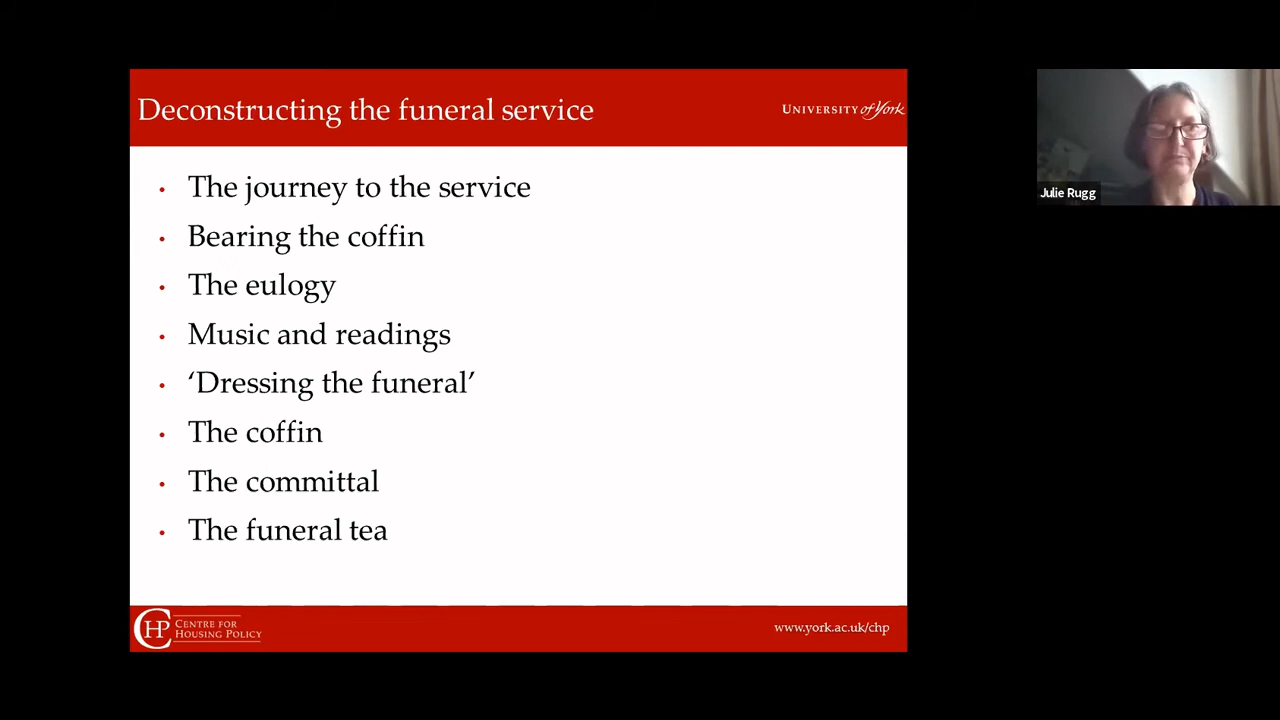 Deconstructing the funeral service
UNIVERSITY of York
• The journey to the service
• Bearing the coffin
• The eulogy
• Music and readings
• ‘Dressing the funeral’
• The coffin
• The committal
• The funeral tea
CHP CENTRE FOR
HOUSING POLICY
www.york.ac.uk/chp
Julie Rugg